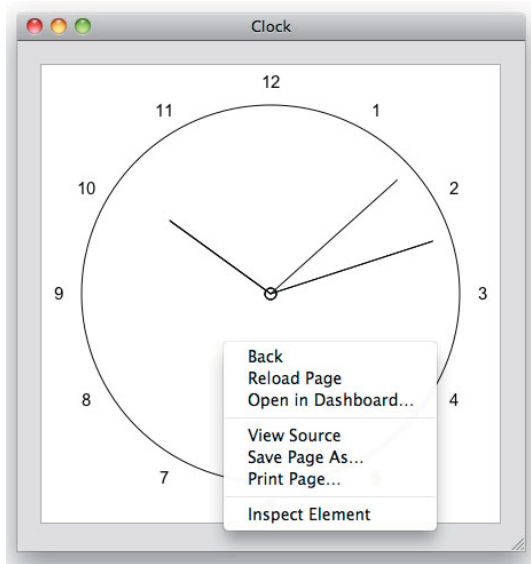 Clock
12
11
1
10
2
9
3
Back
Reload Page
Open in Dashboard...
8
4
View Source
Save Page As...
Print Page...
7
Inspect Element